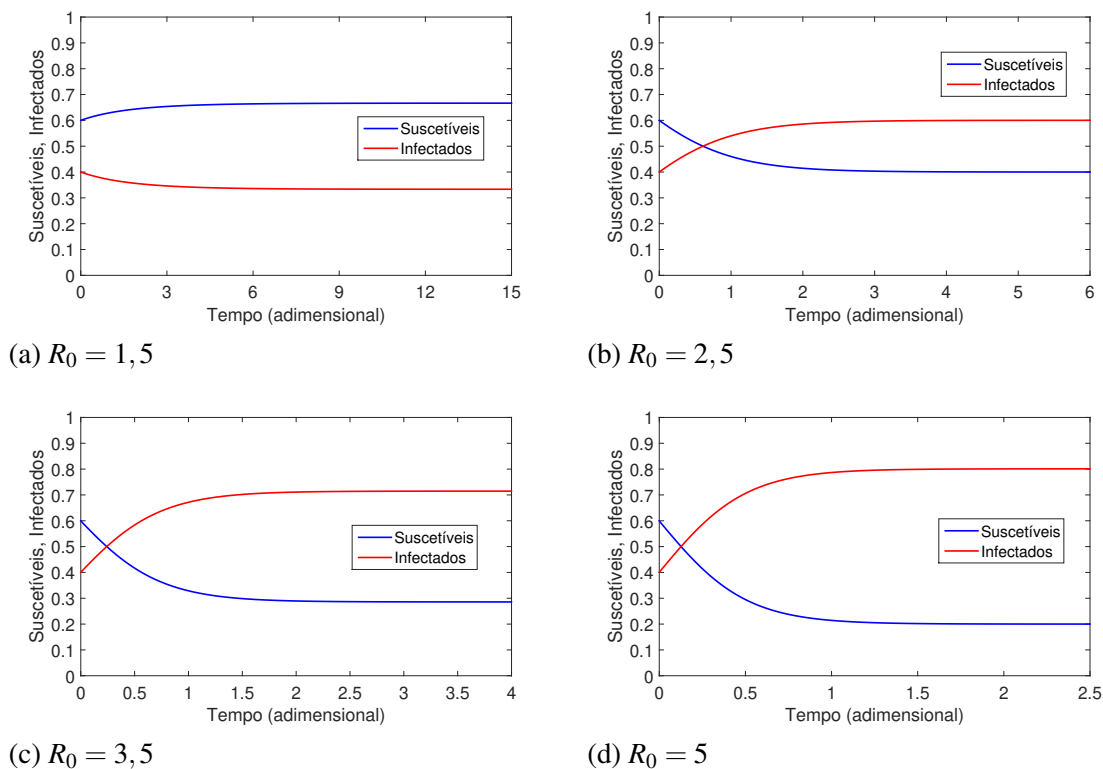 1
0.9
0.8
0.7
0.6
0.5
0.4
0.3
0.2
0.1
0
Suscetíveis, Infectados
Suscetíveis
Infectados
0 3 6 9 12 15
Tempo (adimensional)
(a) R₀ = 1,5
1
0.9
0.8
0.7
0.6
0.5
0.4
0.3
0.2
0.1
0
Suscetíveis, Infectados
Suscetíveis
Infectados
0 1 2 3 4 5 6
Tempo (adimensional)
(b) R₀ = 2,5
1
0.9
0.8
0.7
0.6
0.5
0.4
0.3
0.2
0.1
0
Suscetíveis, Infectados
Suscetíveis
Infectados
0 0.5 1 1.5 2 2.5 3 3.5 4
Tempo (adimensional)
(c) R₀ = 3,5
1
0.9
0.8
0.7
0.6
0.5
0.4
0.3
0.2
0.1
0
Suscetíveis, Infectados
Suscetíveis
Infectados
0 0.5 1 1.5 2 2.5
Tempo (adimensional)
(d) R₀ = 5